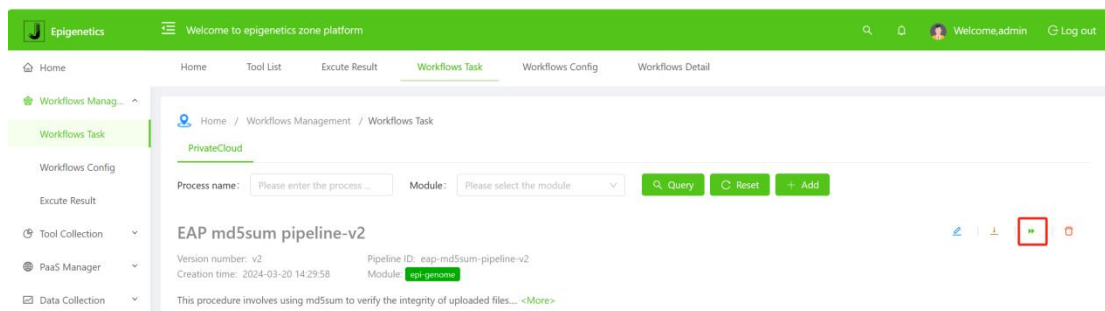 Epigenetics
Welcome to epigenetics zone platform
Welcome,admin
Log out
Home
Workflows Manag...
Workflows Task
Workflows Config
Excute Result
Tool Collection
PaaS Manager
Data Collection
Home Tool List Excute Result Workflows Task Workflows Config Workflows Detail
Home / Workflows Management / Workflows Task
PrivateCloud
Process name: Please enter the process ... Module: Please select the module Query Reset + Add
EAP md5sum pipeline-v2
Version number: v2 Pipeline ID: eap-md5sum-pipeline-v2
Creation time: 2024-03-20 14:29:58 Module: epi-genome
This procedure involves using md5sum to verify the integrity of uploaded files... <More>